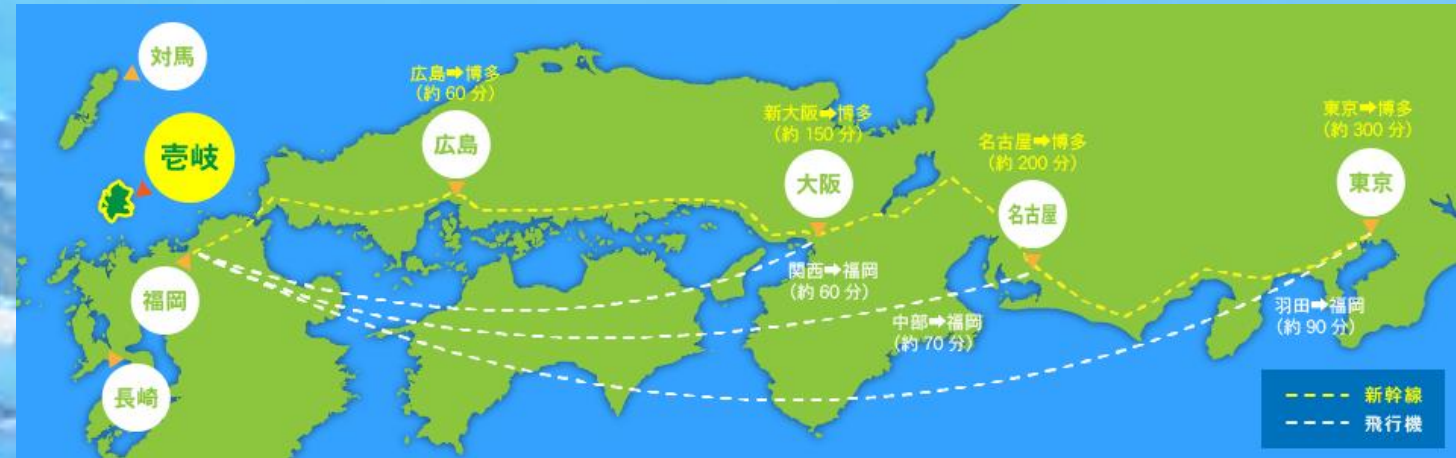 対馬
壱岐
広島➡博多
(約 60 分)
広島
新大阪➡博多
(約 150 分)
大阪
名古屋➡博多
(約 200 分)
名古屋
東京➡博多
(約 300 分)
東京
福岡
長崎
関西➡福岡
(約 60 分)
中部➡福岡
(約 70 分)
羽田➡福岡
(約 90 分)
新幹線
飛行機